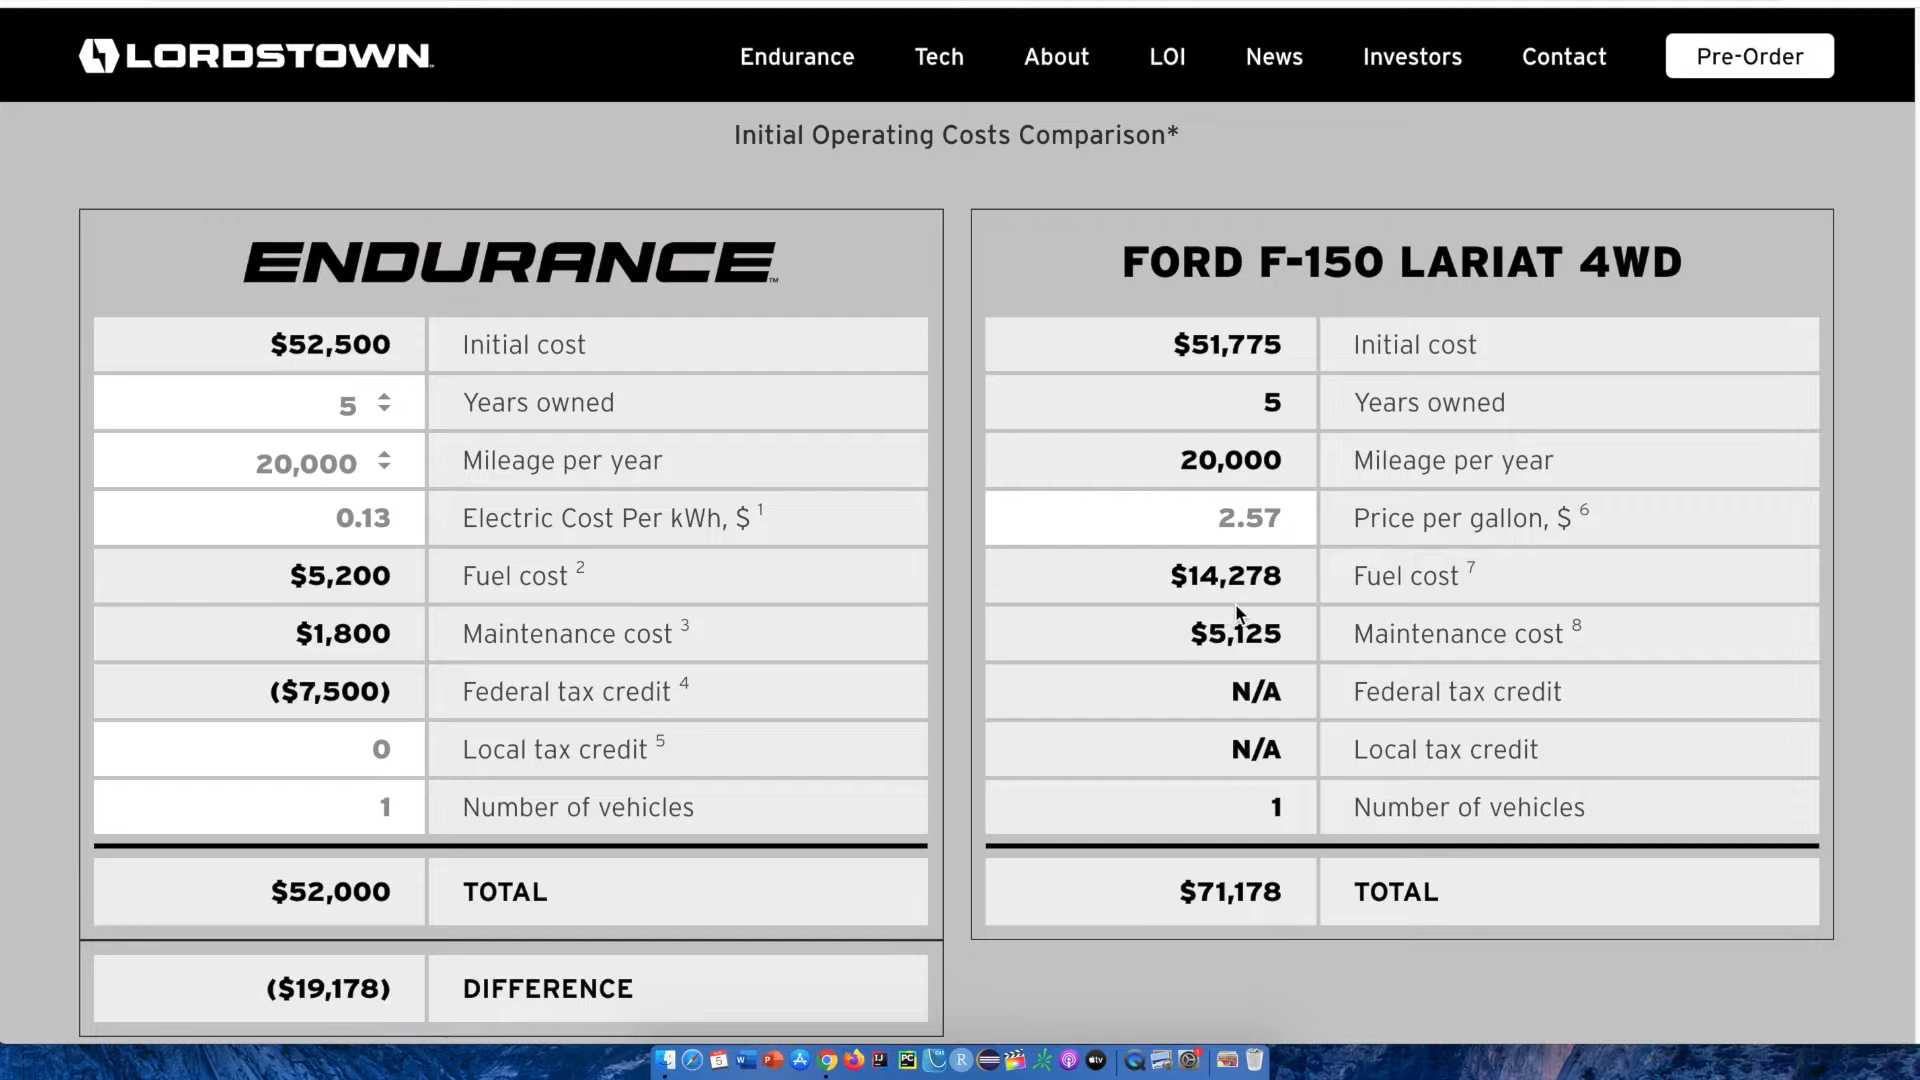 LORDSTOWN™ Endurance Tech About LOI News Investors Contact Pre-Order
Initial Operating Costs Comparison*
ENDURANCE™
$52,500 Initial cost
5 Years owned
20,000 Mileage per year
0.13 Electric Cost Per kWh, $ 1
$5,200 Fuel cost 2
$1,800 Maintenance cost 3
($7,500) Federal tax credit 4
0 Local tax credit 5
1 Number of vehicles
$52,000 TOTAL
($19,178) DIFFERENCE
FORD F-150 LARIAT 4WD
$51,775 Initial cost
5 Years owned
20,000 Mileage per year
2.57 Price per gallon, $ 6
$14,278 Fuel cost 7
$5,125 Maintenance cost 8
N/A Federal tax credit
N/A Local tax credit
1 Number of vehicles
$71,178 TOTAL